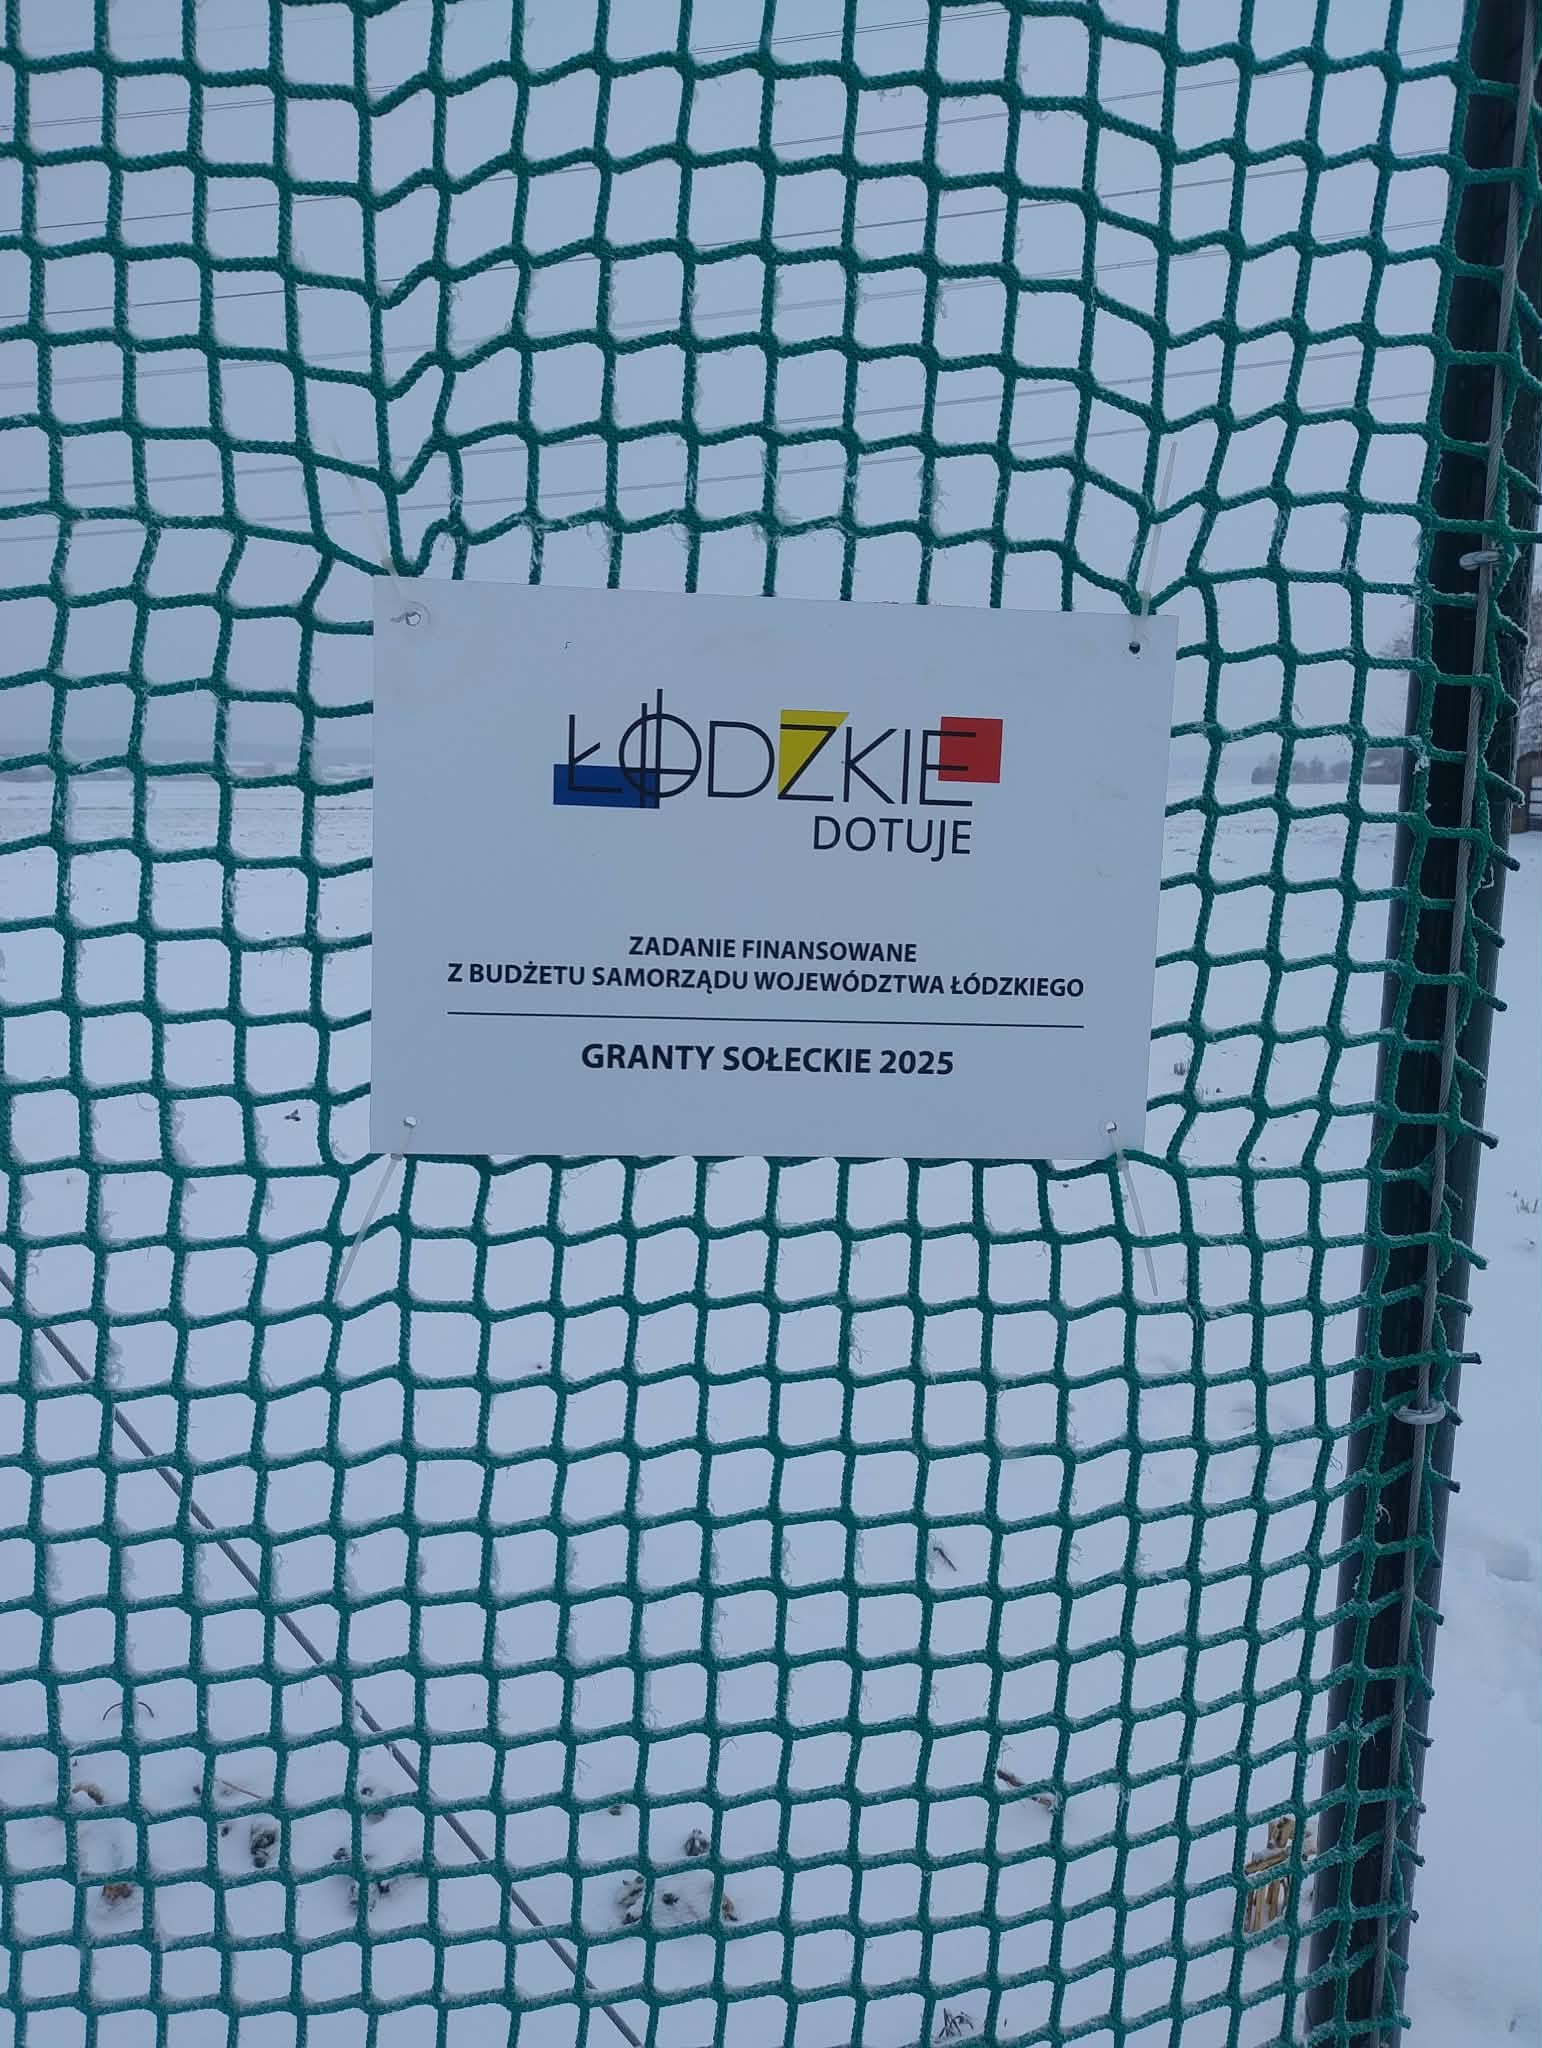 ŁÓDZKIE
DOTUJE
ZADANIE FINANSOWANE
Z BUDŻETU SAMORZĄDU WOJEWÓDZTWA ŁÓDZKIEGO
GRANTY SOŁECKIE 2025